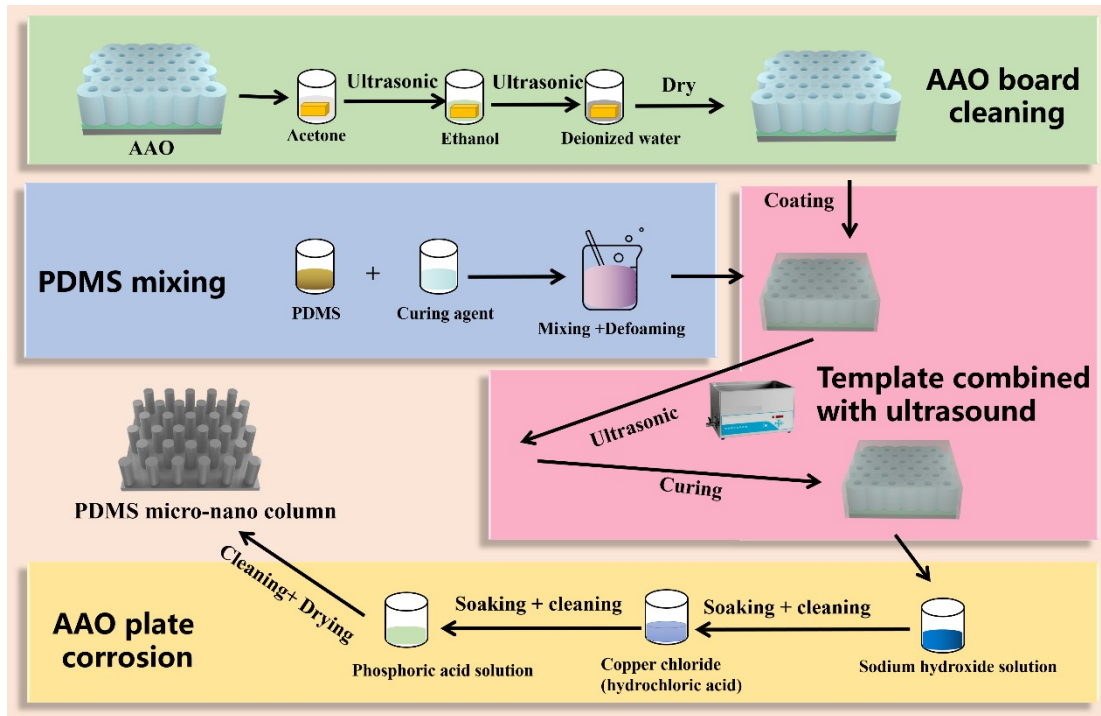 AAO
Acetone
Ultrasonic
Ethanol
Ultrasonic
Deionized water
Dry
AAO board
cleaning
PDMS mixing
PDMS
+
Curing agent
Mixing +Defoaming
Coating
Template combined
with ultrasound
Ultrasonic
Curing
AAO plate
corrosion
Sodium hydroxide solution
Soaking + cleaning
Copper chloride
(hydrochloric acid)
Soaking + cleaning
Phosphoric acid solution
Cleaning+ Drying
PDMS micro-nano column